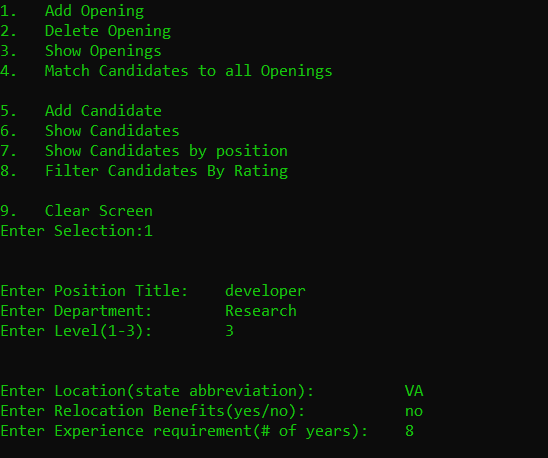 1.   Add Opening
2.   Delete Opening
3.   Show Openings
4.   Match Candidates to all Openings
5.   Add Candidate
6.   Show Candidates
7.   Show Candidates by position
8.   Filter Candidates By Rating
9.   Clear Screen
Enter Selection:1
Enter Position Title:    developer
Enter Department:        Research
Enter Level(1-3):        3
Enter Location(state abbreviation):          VA
Enter Relocation Benefits(yes/no):           no
Enter Experience requirement(# of years):    8